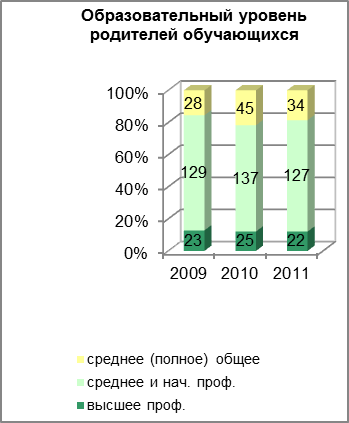 Образовательный уровень
родителей обучающихся
100%
80%
60%
40%
20%
0%
28 45 34
129 137 127
23 25 22
2009 2010 2011
среднее (полное) общее
среднее и нач. проф.
высшее проф.